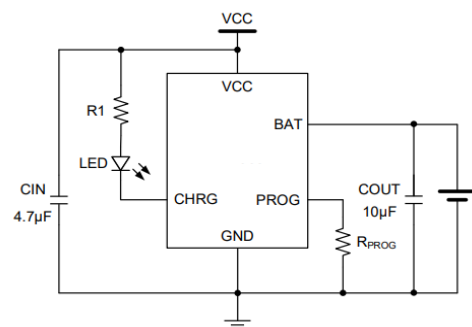 VCC
VCC
R1
BAT
LED
CIN
4.7µF
CHRG
PROG
COUT
10µF
GND
RPROG